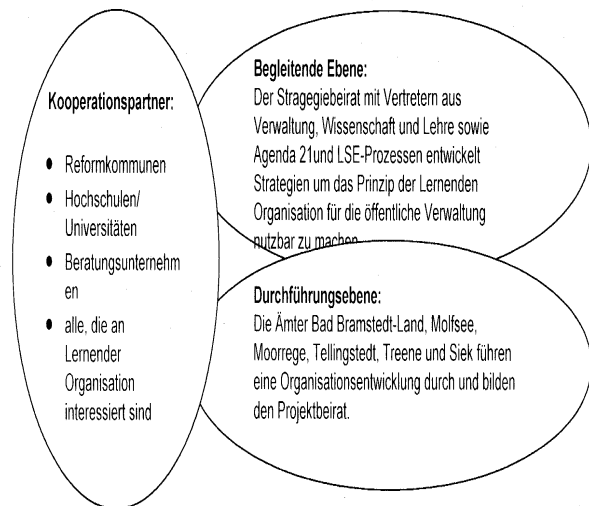 Kooperationspartner:
• Reformkommunen
• Hochschulen/
Universitäten
• Beratungsunternehm
en
• alle, die an
Lernender
Organisation
interessiert sind
Begleitende Ebene:
Der Stragegiebeirat mit Vertretern aus
Verwaltung, Wissenschaft und Lehre sowie
Agenda 21und LSE-Prozessen entwickelt
Strategien um das Prinzip der Lernenden
Organisation für die öffentliche Verwaltung
nutzbar zu machen
Durchführungsebene:
Die Ämter Bad Bramstedt-Land, Molfsee,
Moorrege, Tellingstedt, Treene und Siek führen
eine Organisationsentwicklung durch und bilden
den Projektbeirat.